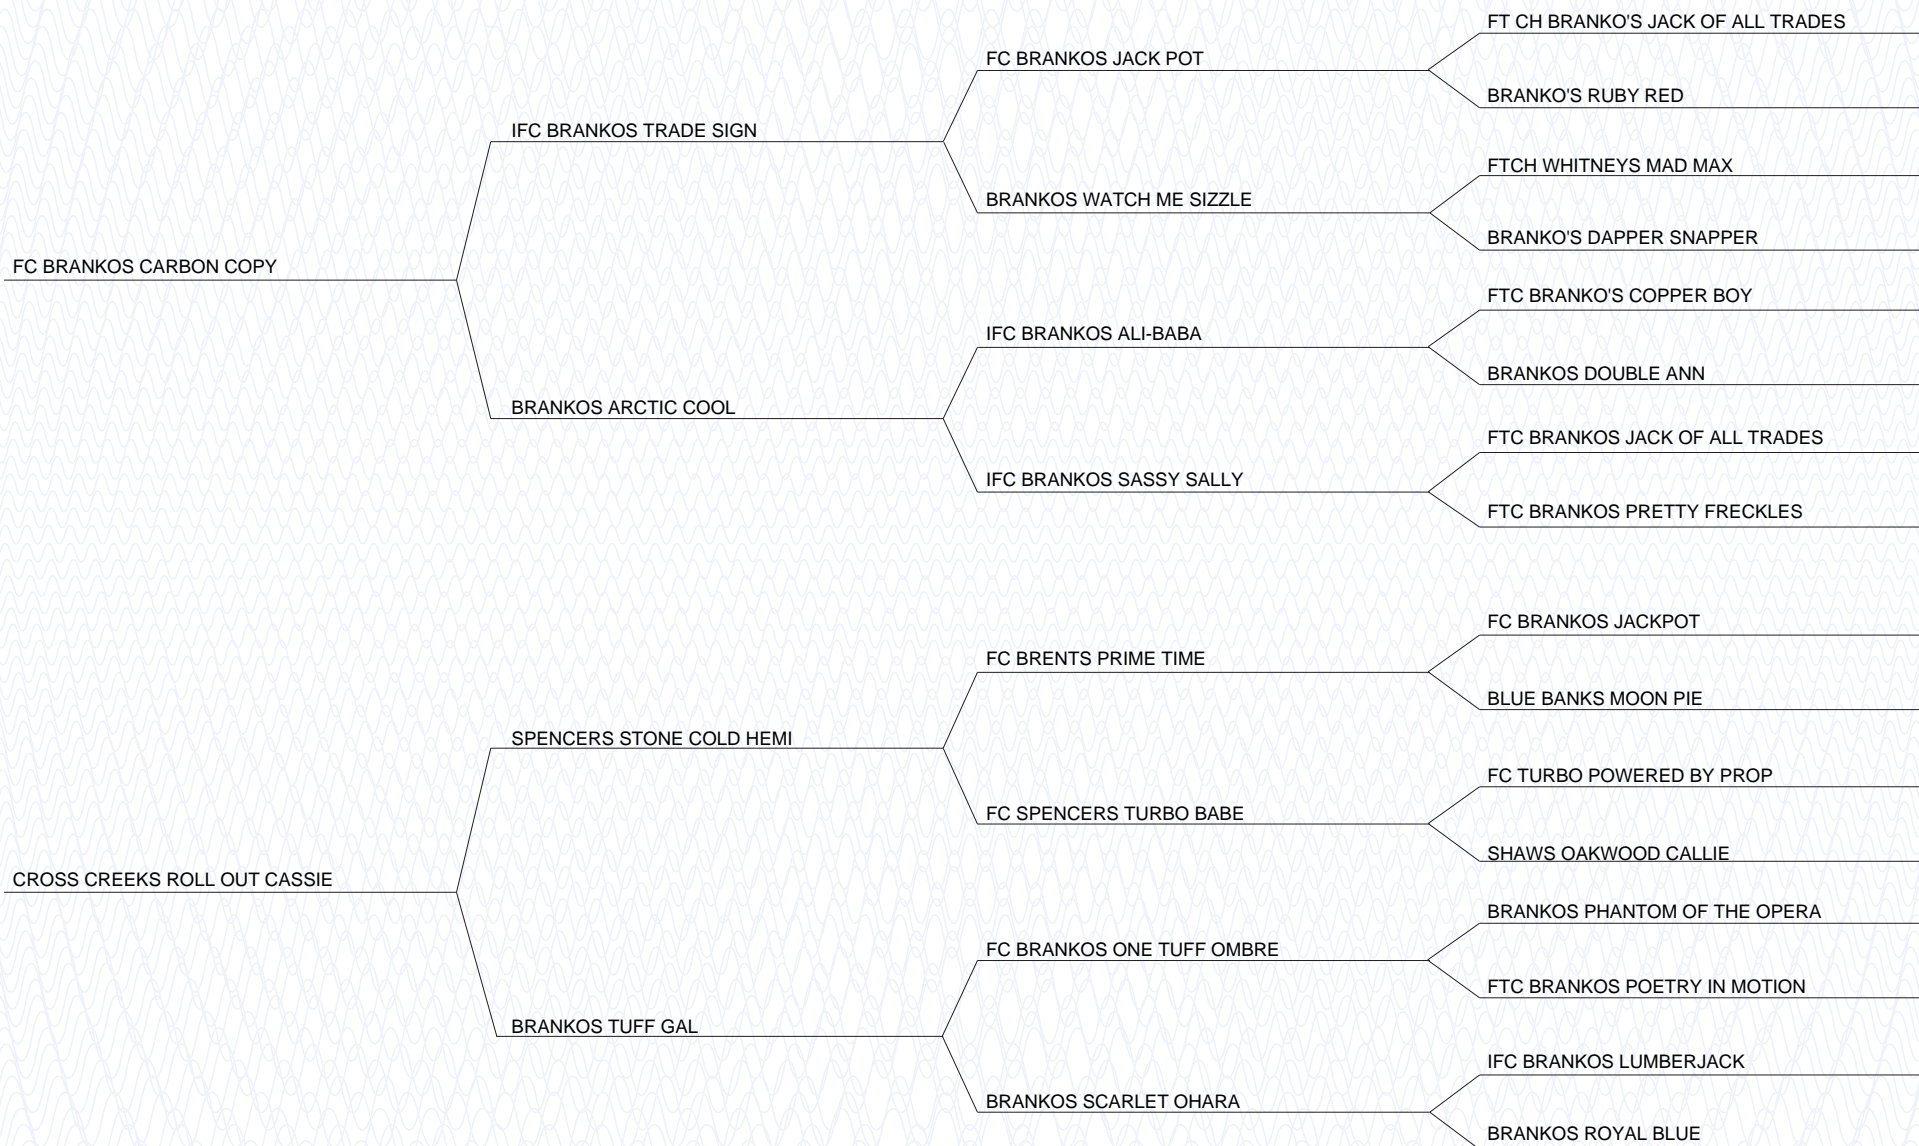 FT CH BRANKO'S JACK OF ALL TRADES
FC BRANKOS JACK POT
BRANKO'S RUBY RED
IFC BRANKOS TRADE SIGN
FTCH WHITNEYS MAD MAX
BRANKOS WATCH ME SIZZLE
BRANKO'S DAPPER SNAPPER
FC BRANKOS CARBON COPY
FTC BRANKO'S COPPER BOY
IFC BRANKOS ALI-BABA
BRANKOS DOUBLE ANN
BRANKOS ARCTIC COOL
FTC BRANKOS JACK OF ALL TRADES
IFC BRANKOS SASSY SALLY
FTC BRANKOS PRETTY FRECKLES
FC BRANKOS JACKPOT
FC BRENTS PRIME TIME
BLUE BANKS MOON PIE
SPENCERS STONE COLD HEMI
FC TURBO POWERED BY PROP
FC SPENCERS TURBO BABE
SHAWS OAKWOOD CALLIE
CROSS CREEKS ROLL OUT CASSIE
BRANKOS PHANTOM OF THE OPERA
FC BRANKOS ONE TUFF OMBRE
FTC BRANKOS POETRY IN MOTION
BRANKOS TUFF GAL
IFC BRANKOS LUMBERJACK
BRANKOS SCARLET OHARA
BRANKOS ROYAL BLUE